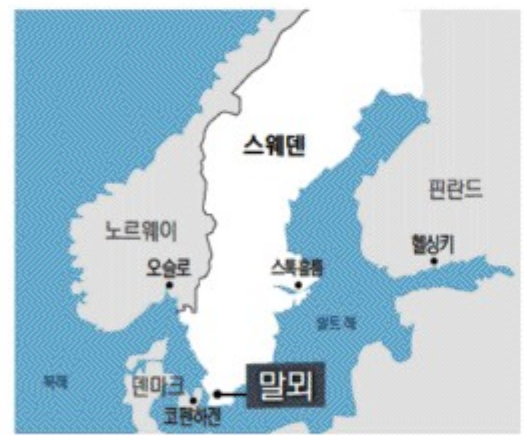 스웨덴
핀란드
노르웨이
헬싱키
오슬로
스톡홀름
발트해
북해
덴마크
말뫼
코펜하겐